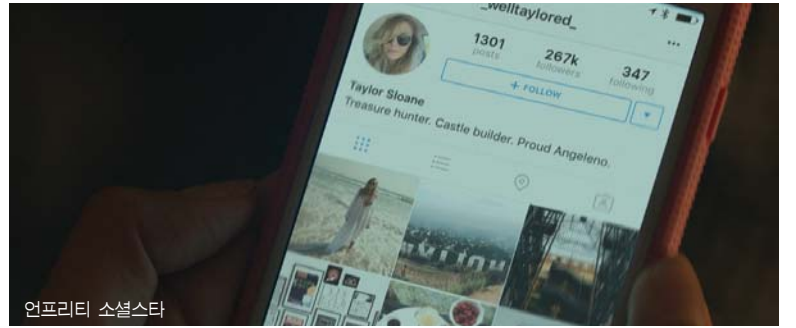 _welltaylored_
1301 267k 347
posts followers following
+ FOLLOW
Taylor Sloane
Treasure hunter. Castle builder. Proud Angeleno.
언프리티 소셜스타